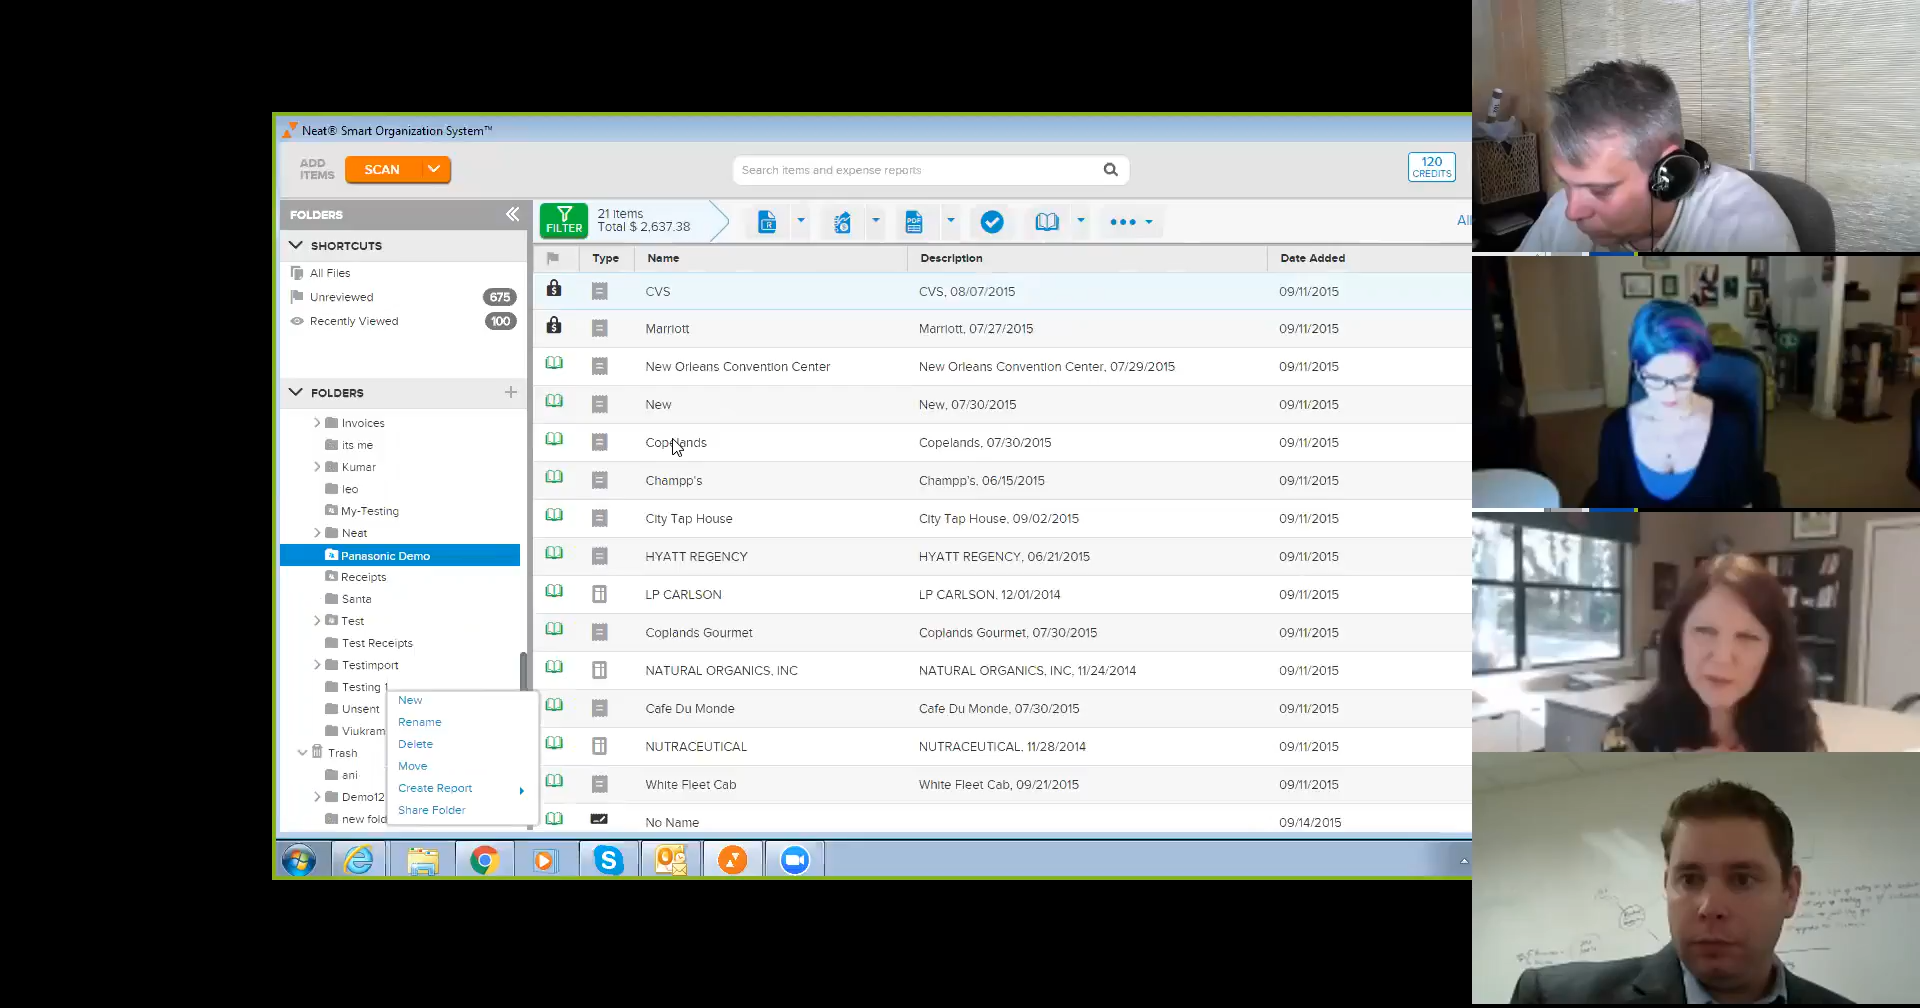 Neat® Smart Organization System™
ADD ITEMS
SCAN
Search items and expense reports
120 CREDITS
FOLDERS
FILTER
21 items
Total $ 2,637.38
PDF
All
SHORTCUTS
All Files
Unreviewed 675
Recently Viewed 100
FOLDERS
Invoices
its me
Kumar
leo
My-Testing
Neat
Panasonic Demo
Receipts
Santa
Test
Test Receipts
Testimport
Testing 1
Unsent
Viukram
Trash
ani
Demo12
new fold
New
Rename
Delete
Move
Create Report
Share Folder
Type Name Description Date Added
CVS CVS, 08/07/2015 09/11/2015
Marriott Marriott, 07/27/2015 09/11/2015
New Orleans Convention Center New Orleans Convention Center, 07/29/2015 09/11/2015
New New, 07/30/2015 09/11/2015
Copelands Copelands, 07/30/2015 09/11/2015
Champp's Champp's, 06/15/2015 09/11/2015
City Tap House City Tap House, 09/02/2015 09/11/2015
HYATT REGENCY HYATT REGENCY, 06/21/2015 09/11/2015
LP CARLSON LP CARLSON, 12/01/2014 09/11/2015
Coplands Gourmet Coplands Gourmet, 07/30/2015 09/11/2015
NATURAL ORGANICS, INC NATURAL ORGANICS, INC, 11/24/2014 09/11/2015
Cafe Du Monde Cafe Du Monde, 07/30/2015 09/11/2015
NUTRACEUTICAL NUTRACEUTICAL, 11/28/2014 09/11/2015
White Fleet Cab White Fleet Cab, 09/21/2015 09/11/2015
No Name 09/14/2015